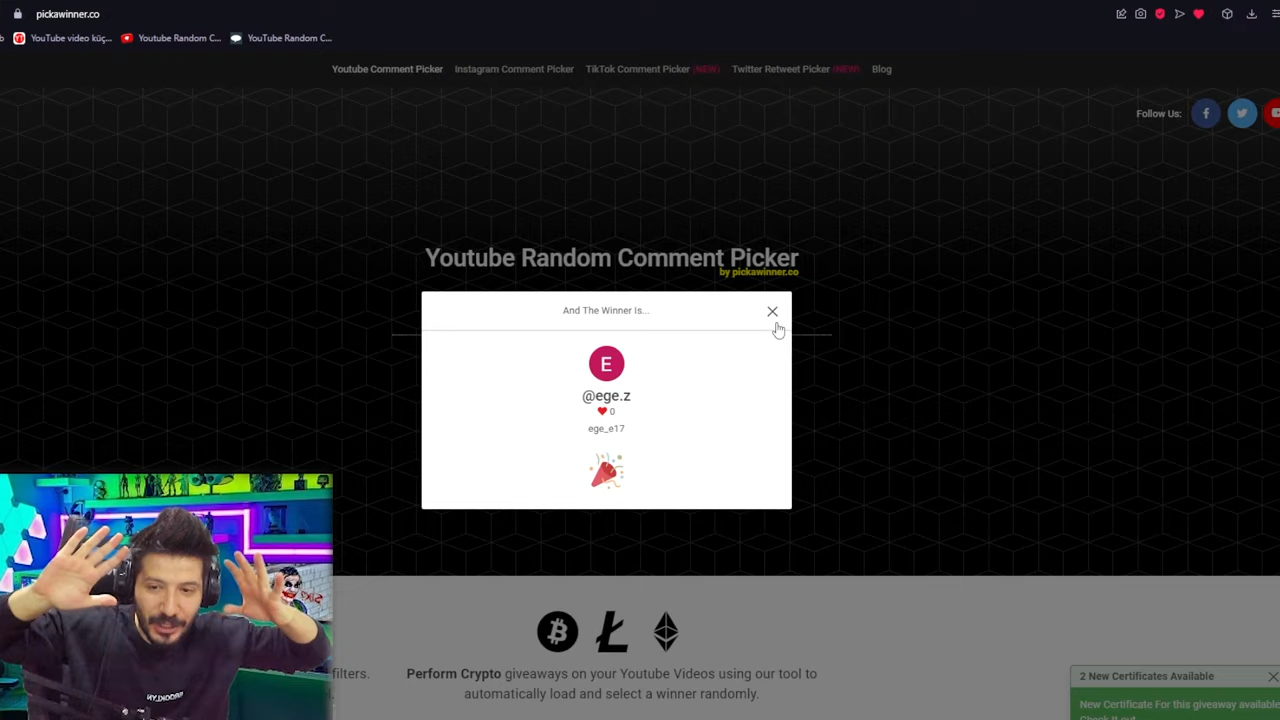 pickawinner.co
YouTube video küç...
YouTube Random C...
YouTube Random C...
Youtube Comment Picker
Instagram Comment Picker
TikTok Comment Picker (NEW)
Twitter Retweet Picker (NEW)
Blog
Follow Us:
Youtube Random Comment Picker
by pickawinner.co
And The Winner Is...
E
@ege.z
0
ege_e17
filters.
Perform Crypto giveaways on your Youtube Videos using our tool to
automatically load and select a winner randomly.
2 New Certificates Available
New Certificate For this giveaway available
Check it out